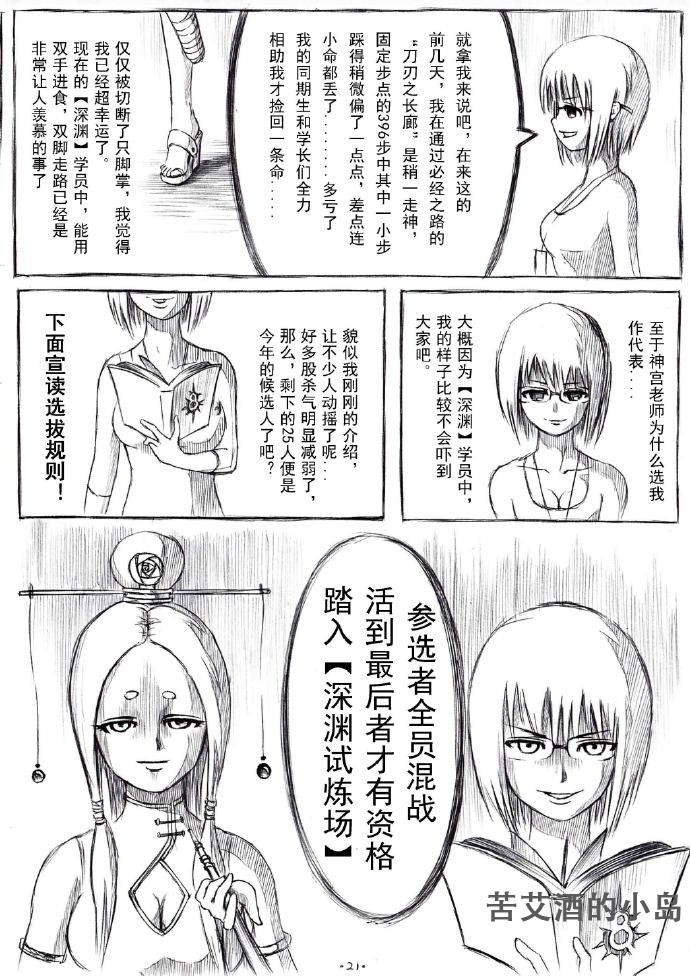 就拿我来说吧，在来这的
前几天，我在通过必经之路的
“刀刃之长廊”是稍一走神，
固定步点的396步中其中一小步
踩得稍微偏了一点点，差点连
小命都丢了........多亏了
我的同期生和学长们全力
相助我才捡回一条命.....
仅仅被切断了只脚掌，我觉得
我已经超幸运了。
现在的【深渊】学员中，能用
双手进食，双脚走路已经是
非常让人羡慕的事了
至于神宫老师为什么选我
作代表....
大概因为【深渊】学员中，
我的样子比较不会吓到
大家吧。
貌似我刚刚的介绍，
让不少人动摇了呢...
好多股杀气明显减弱了，
那么，剩下的25人便是
今年的候选人了吧？
下面宣读选拔规则！
参选者全员混战
活到最后者才有资格
踏入【深渊试炼场】
苦艾酒的小岛
·21·